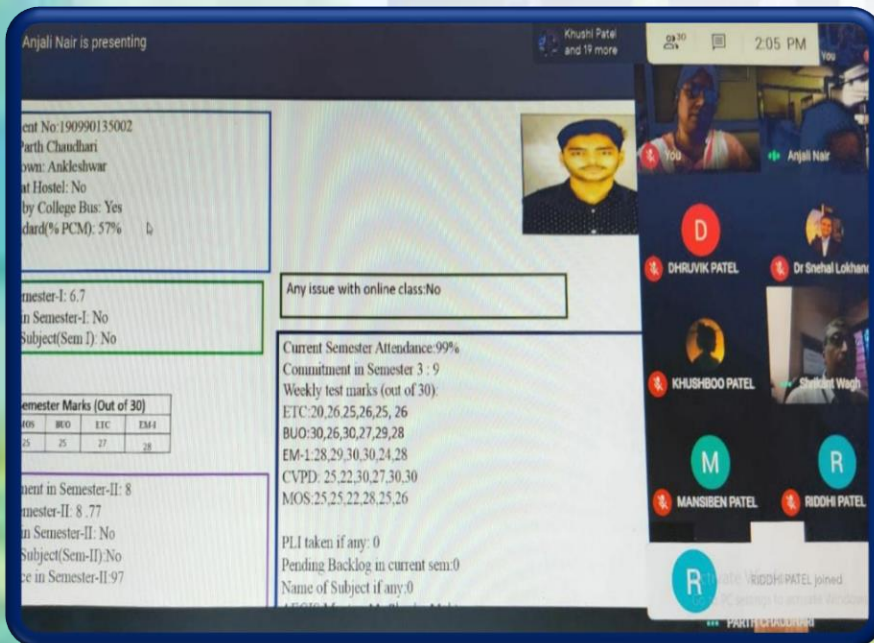 Anjali Nair is presenting
Khushi Patel
and 19 more
30
2:05 PM
You
ent No:190990135002
Parth Chaudhari
own: Ankleshwar
at Hostel: No
by College Bus: Yes
dard(% PCM): 57%
mester-I: 6.7
in Semester-I: No
Subject(Sem I): No
emester Marks (Out of 30)
MOS BUO ETC EM-I
25 25 27 28
ment in Semester-II: 8
mester-II: 8.77
in Semester-II: No
Subject(Sem-II):No
ce in Semester-II:97
Any issue with online class:No
Current Semester Attendance:99%
Commitment in Semester 3 : 9
Weekly test marks (out of 30):
ETC:20,26,25,26,25, 26
BUO:30,26,30,27,29,28
EM-1:28,29,30,30,24,28
CVPD: 25,22,30,27,30,30
MOS:25,25,22,28,25,26
PLI taken if any: 0
Pending Backlog in current sem:0
Name of Subject if any:0
You
Anjali Nair
D
DHRUVIK PATEL
Dr Snehal Lokhand
KHUSHBOO PATEL
Shrikant Wagh
M
MANSIBEN PATEL
R
RIDDHI PATEL
R
RIDDHI PATEL joined
PARTH CHAUDHARI